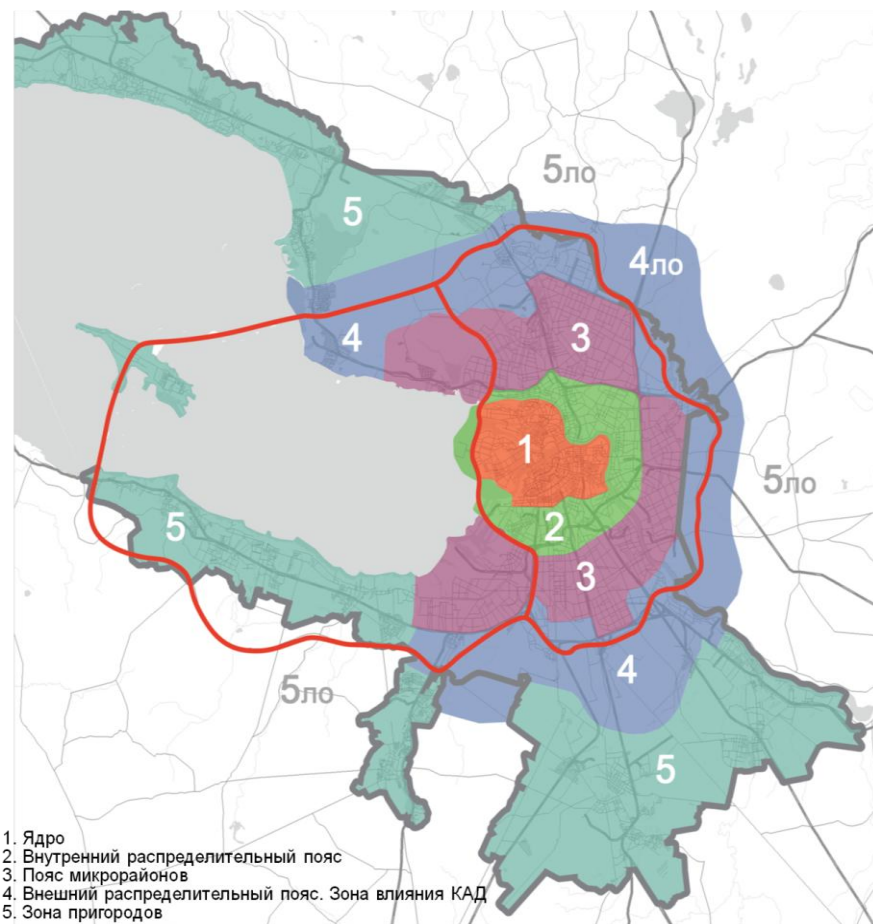 5ло
5
4ло
4
3
1
5ло
5
2
3
4
5ло
5
1. Ядро
2. Внутренний распределительный пояс
3. Пояс микрорайонов
4. Внешний распределительный пояс. Зона влияния КАД
5. Зона пригородов